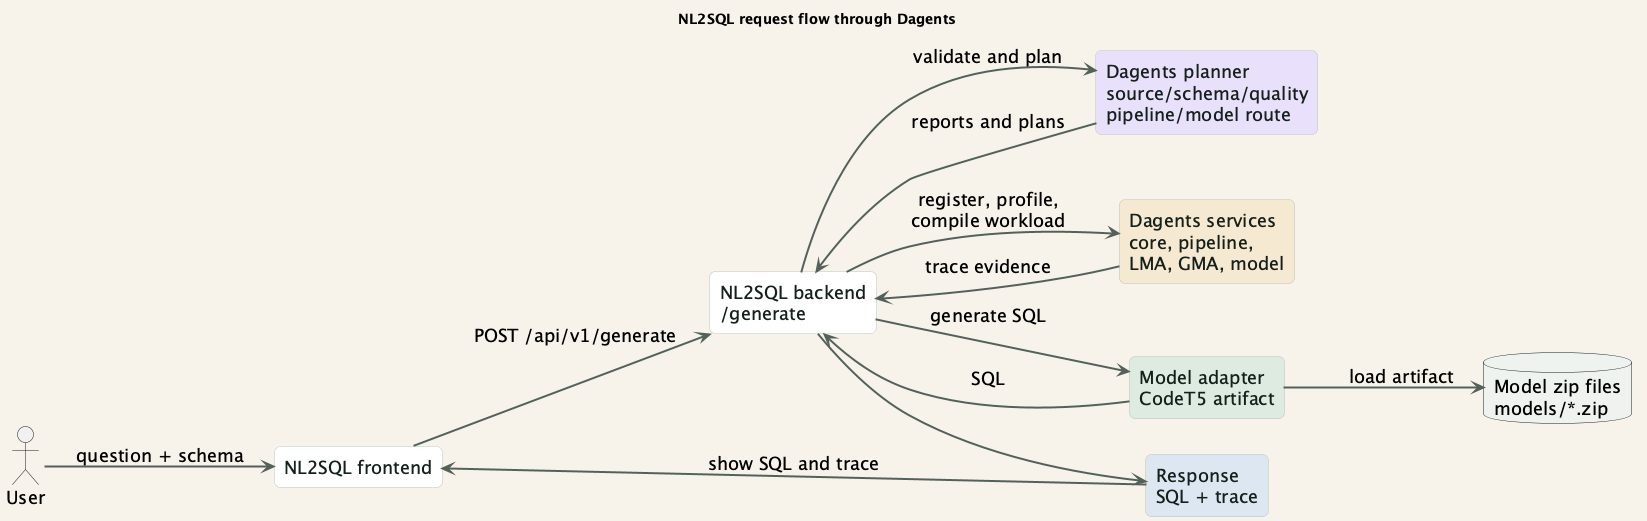 NL2SQL request flow through Dagents
validate and plan
Dagents planner
source/schema/quality
pipeline/model route
reports and plans
register, profile,
compile workload
Dagents services
core, pipeline,
LMA, GMA, model
trace evidence
NL2SQL backend
/generate
generate SQL
POST /api/v1/generate
SQL
Model adapter
CodeT5 artifact
load artifact
Model zip files
models/*.zip
question + schema
User
NL2SQL frontend
show SQL and trace
Response
SQL + trace